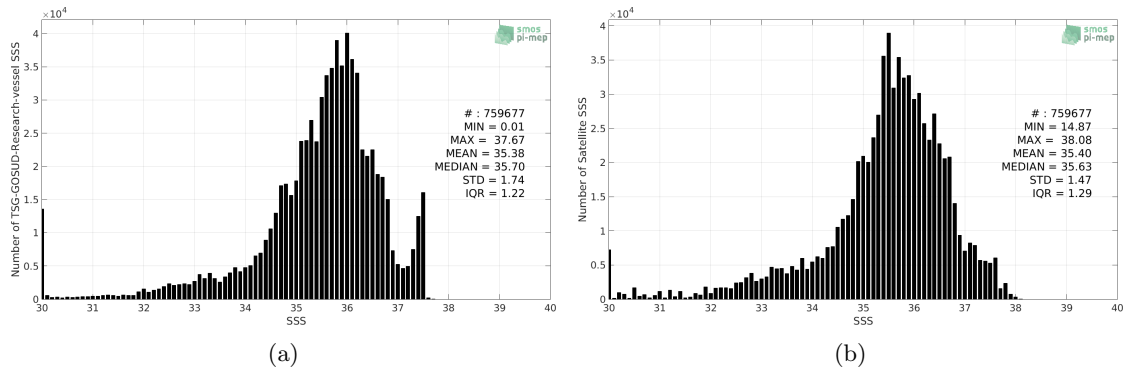 ×10⁴
smos
pi-mep
4
3.5
3
2.5
2
1.5
1
0.5
0
Number of TSG-GOSUD-Research-vessel SSS
# : 759677
MIN = 0.01
MAX = 37.67
MEAN = 35.38
MEDIAN = 35.70
STD = 1.74
IQR = 1.22
30 31 32 33 34 35 36 37 38 39 40
SSS
(a)
×10⁴
smos
pi-mep
4
3.5
3
2.5
2
1.5
1
0.5
0
Number of Satellite SSS
# : 759677
MIN = 14.87
MAX = 38.08
MEAN = 35.40
MEDIAN = 35.63
STD = 1.47
IQR = 1.29
30 31 32 33 34 35 36 37 38 39 40
SSS
(b)